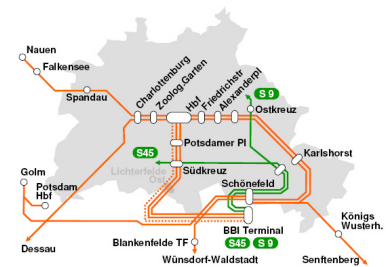 Nauen
Falkensee
Spandau
Charlottenburg
Zoolog.Garten
Hbf
Friedrichstr
Alexanderpl
S 9
Ostkreuz
Potsdamer Pl
S45
Lichterfelde
Ost
Südkreuz
Karlshorst
Golm
Potsdam
Hbf
Schönefeld
BBI Terminal
S45
S 9
Königs
Wusterh.
Dessau
Blankenfelde TF
Wünsdorf-Waldstadt
Senftenberg